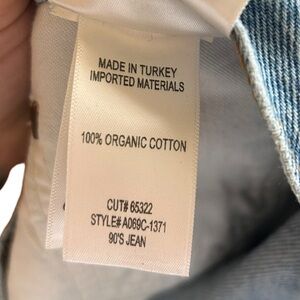 MADE IN TURKEY
IMPORTED MATERIALS
100% ORGANIC COTTON
CUT# 65322
STYLE# A069C-1371
90'S JEAN